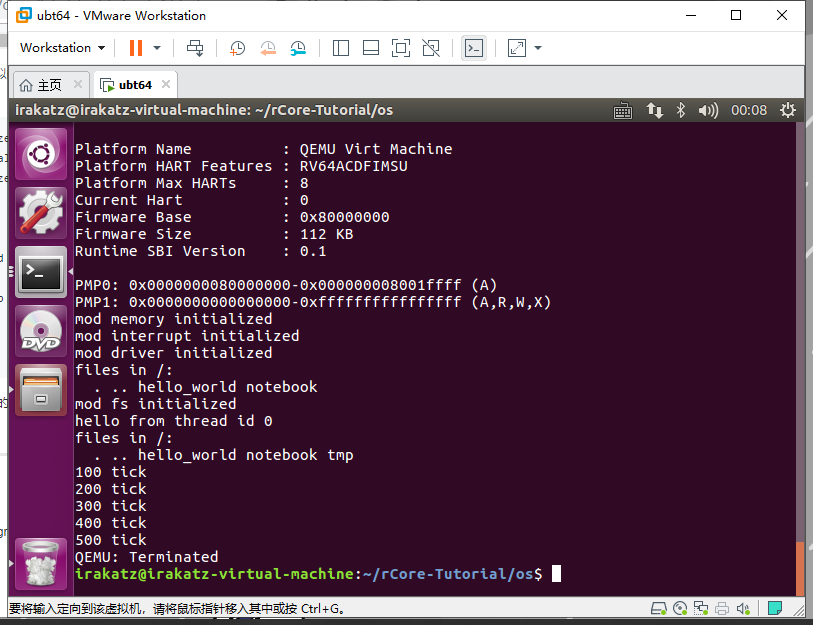 ubt64 - VMware Workstation
Workstation
主页 ubt64
irakatz@irakatz-virtual-machine: ~/rCore-Tutorial/os 00:08
Platform Name : QEMU Virt Machine
Platform HART Features : RV64ACDFIMSU
Platform Max HARTs : 8
Current Hart : 0
Firmware Base : 0x80000000
Firmware Size : 112 KB
Runtime SBI Version : 0.1
PMP0: 0x0000000080000000-0x000000008001ffff (A)
PMP1: 0x0000000000000000-0xffffffffffffffff (A,R,W,X)
mod memory initialized
mod interrupt initialized
mod driver initialized
files in /:
. .. hello_world notebook
mod fs initialized
hello from thread id 0
files in /:
. .. hello_world notebook tmp
100 tick
200 tick
300 tick
400 tick
500 tick
QEMU: Terminated
irakatz@irakatz-virtual-machine:~/rCore-Tutorial/os$
DVD
要将输入定向到该虚拟机，请将鼠标指针移入其中或按 Ctrl+G。